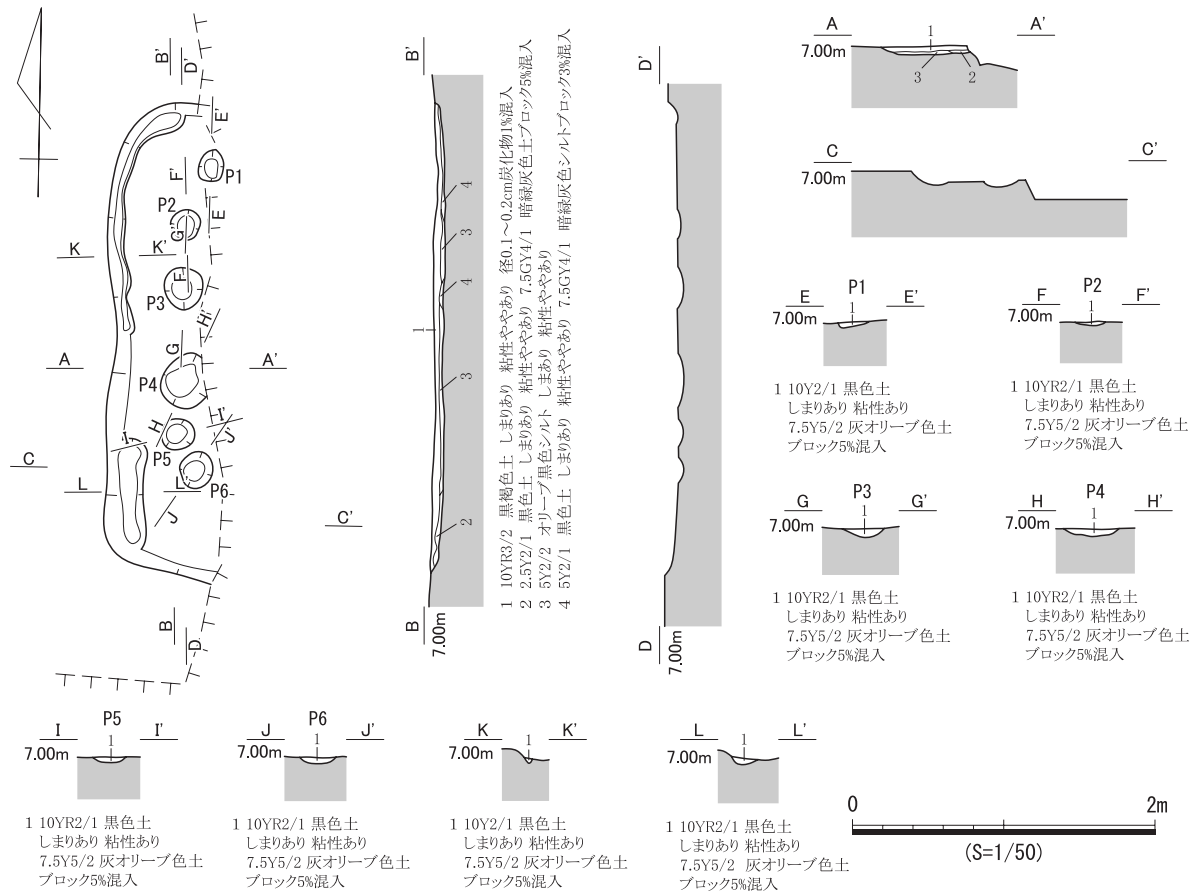 B'
D'
E'
P1
F'
P2
E
G'
K
K'
F
P3
H'
G
A
A'
P4
H
I'
J'
I
P5
C
L
L'
P6
J
C'
B
D
B'
1
4
3
4
3
2
B
7.00m
1 10YR3/2 黒褐色土 しまりあり 粘性ややあり 径0.1～0.2cm炭化物1%混入
2 2.5Y2/1 黒色土 しまりあり 粘性ややあり 7.5GY4/1 暗緑灰色土ブロック5%混入
3 5Y2/2 オリーブ黒色シルト しまあり 粘性ややあり
4 5Y2/1 黒色土 しまりあり 粘性ややあり 7.5GY4/1 暗緑灰色シルトブロック3%混入
D'
D
7.00m
A
A'
7.00m
1
3
2
C
C'
7.00m
P1
E
E'
1
7.00m
1 10Y2/1 黒色土
しまりあり 粘性あり
7.5Y5/2 灰オリーブ色土
ブロック5%混入
P2
F
F'
1
7.00m
1 10YR2/1 黒色土
しまりあり 粘性あり
7.5Y5/2 灰オリーブ色土
ブロック5%混入
P3
G
G'
1
7.00m
1 10YR2/1 黒色土
しまりあり 粘性あり
7.5Y5/2 灰オリーブ色土
ブロック5%混入
P4
H
H'
1
7.00m
1 10YR2/1 黒色土
しまりあり 粘性あり
7.5Y5/2 灰オリーブ色土
ブロック5%混入
P5
I
I'
1
7.00m
1 10YR2/1 黒色土
しまりあり 粘性あり
7.5Y5/2 灰オリーブ色土
ブロック5%混入
P6
J
J'
1
7.00m
1 10YR2/1 黒色土
しまりあり 粘性あり
7.5Y5/2 灰オリーブ色土
ブロック5%混入
K
K'
1
7.00m
1 10Y2/1 黒色土
しまりあり 粘性あり
7.5Y5/2 灰オリーブ色土
ブロック5%混入
L
L'
1
7.00m
1 10YR2/1 黒色土
しまりあり 粘性あり
7.5Y5/2 灰オリーブ色土
ブロック5%混入
0
2m
(S=1/50)